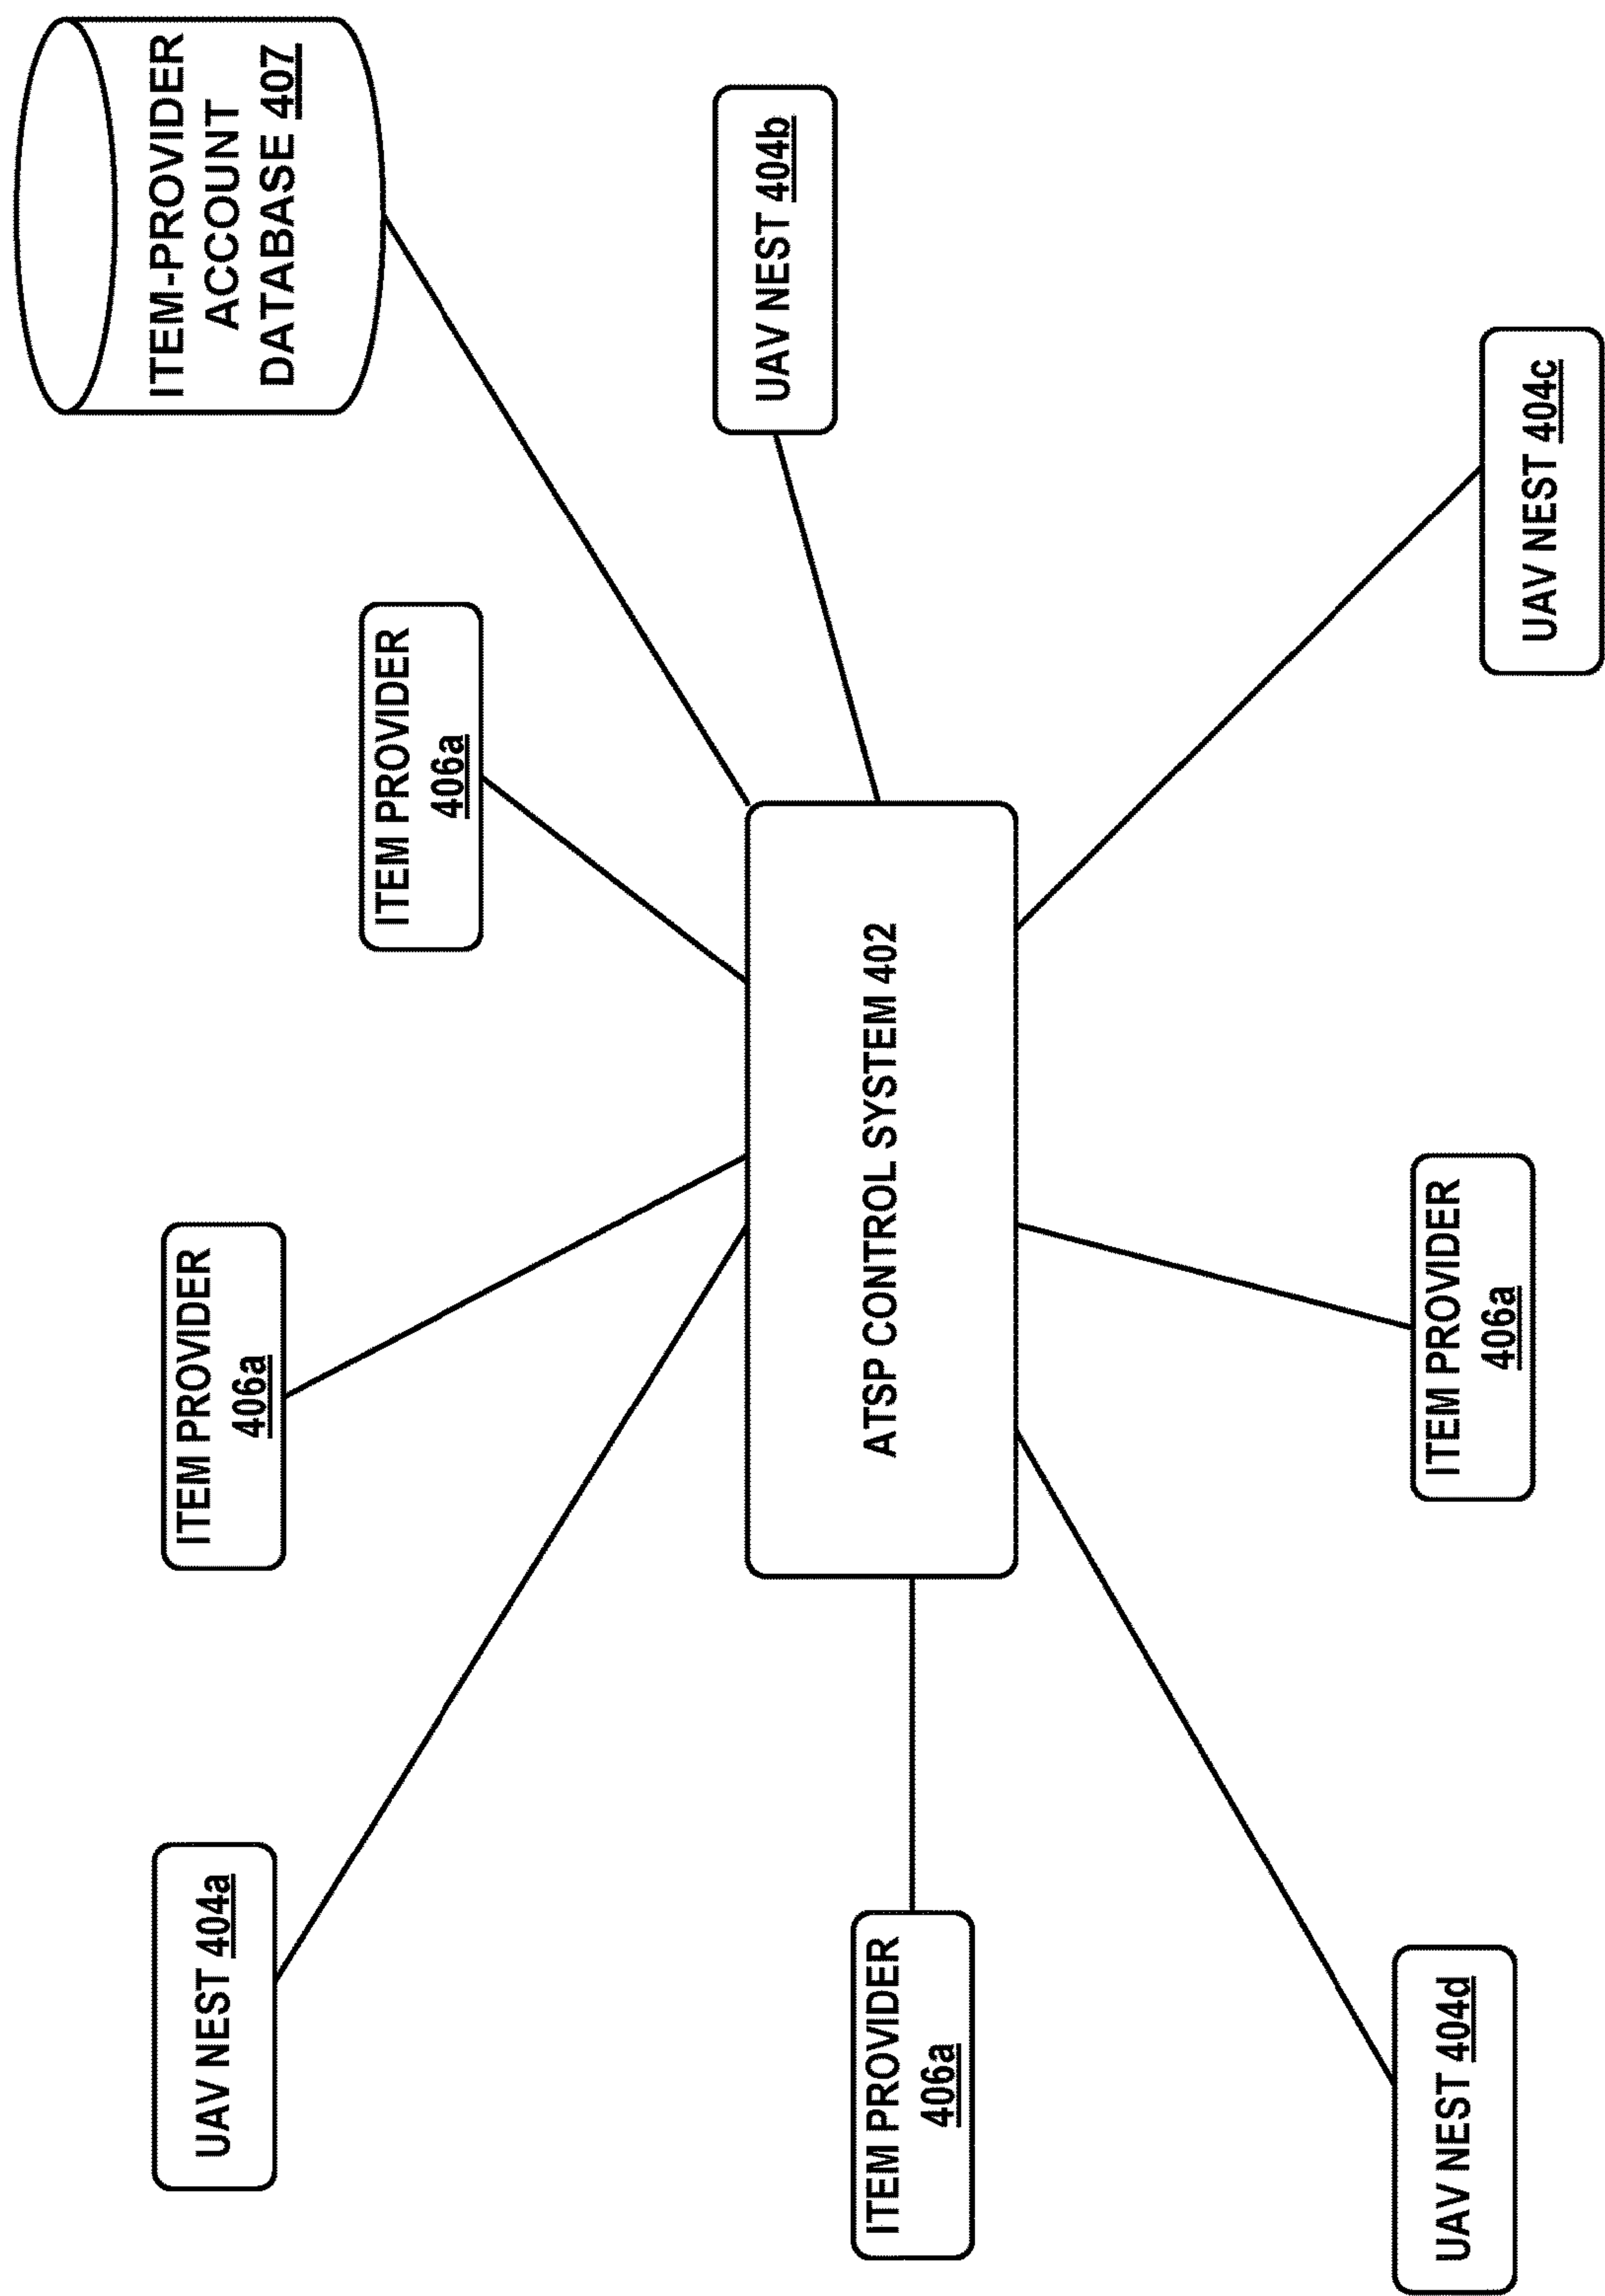 UAV NEST 404a
ITEM PROVIDER
406a
ITEM PROVIDER
406a
ITEM-PROVIDER
ACCOUNT
DATABASE 407
UAV NEST 404b
ATSP CONTROL SYSTEM 402
ITEM PROVIDER
406a
UAV NEST 404d
ITEM PROVIDER
406a
UAV NEST 404c